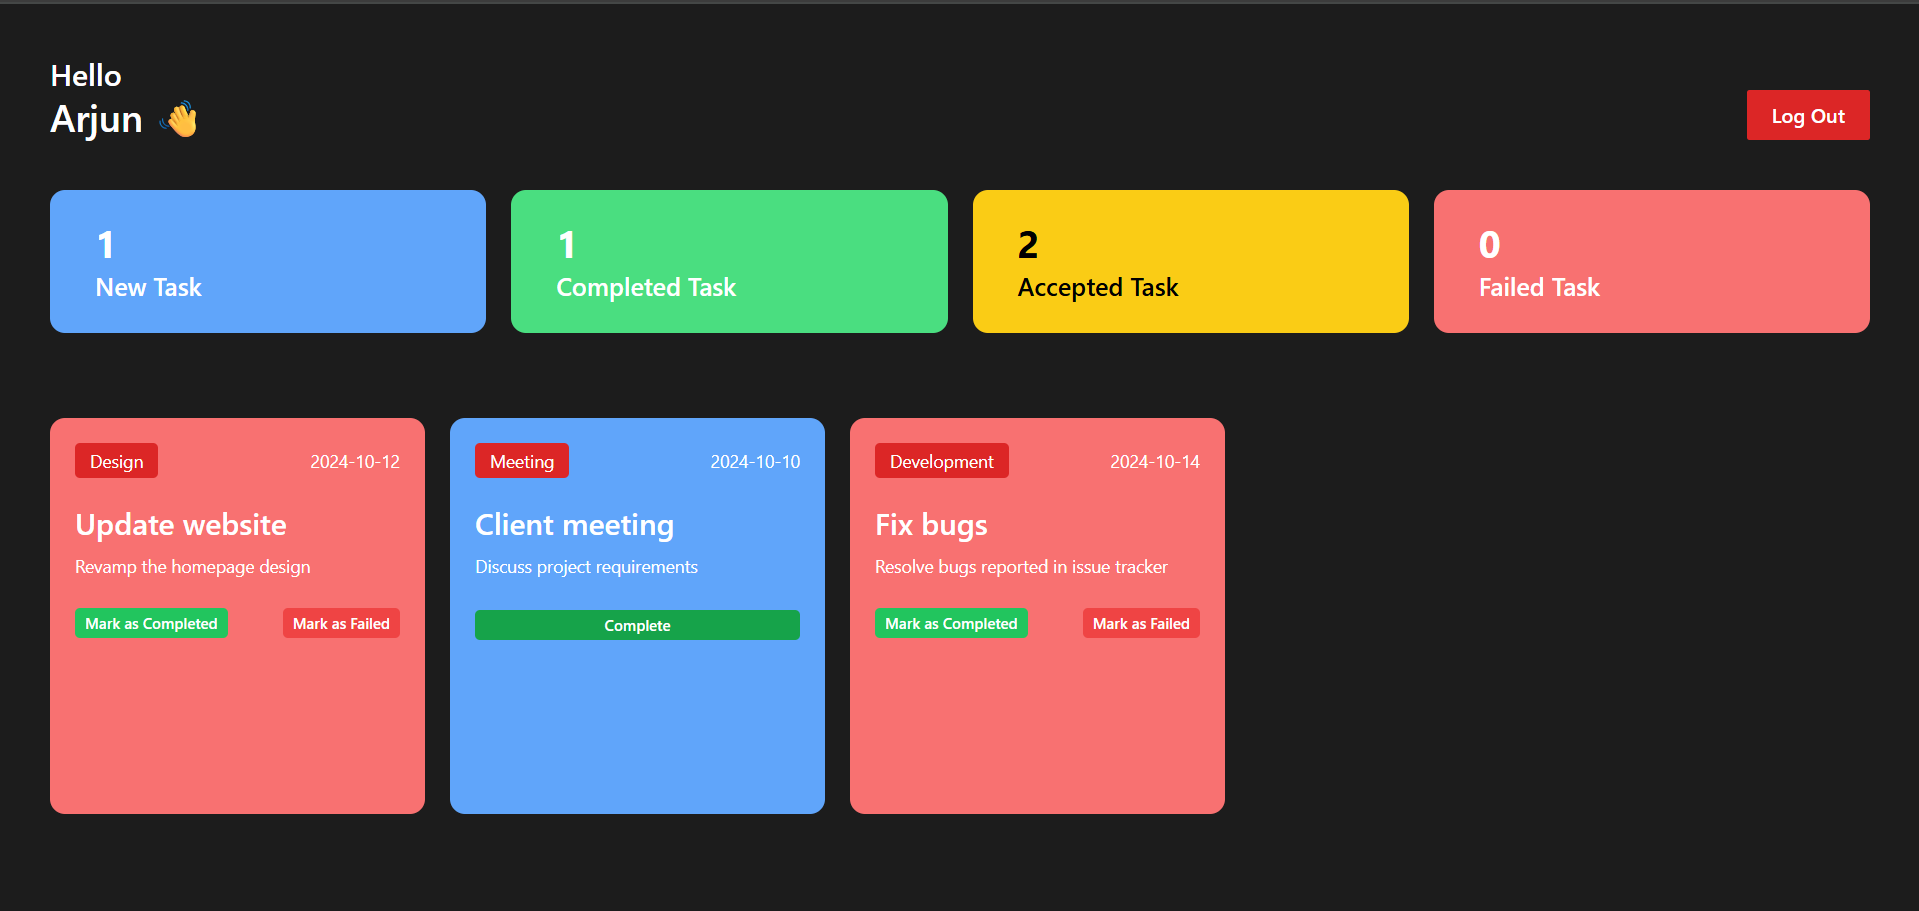 Hello
Arjun 👋
Log Out
1
New Task
1
Completed Task
2
Accepted Task
0
Failed Task
Design 2024-10-12
Update website
Revamp the homepage design
Mark as Completed Mark as Failed
Meeting 2024-10-10
Client meeting
Discuss project requirements
Complete
Development 2024-10-14
Fix bugs
Resolve bugs reported in issue tracker
Mark as Completed Mark as Failed